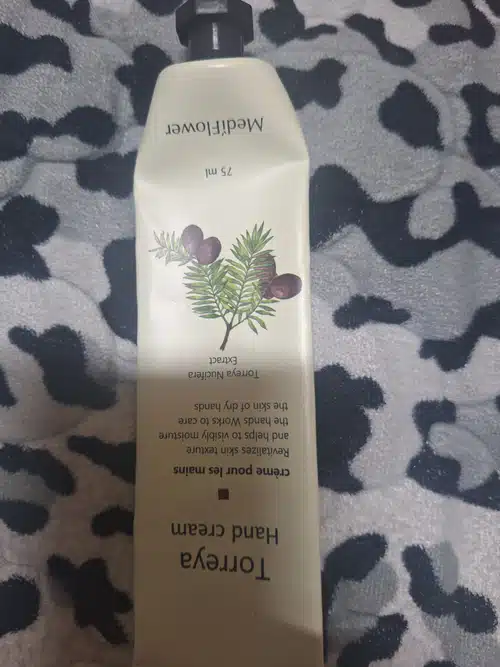 Torreya
Hand cream
crème pour les mains
Revitalizes skin texture
and helps to visibly moisture
the hands Works to care
the skin of dry hands
Torreya Nucifera
Extract
75 ml
MediFlower